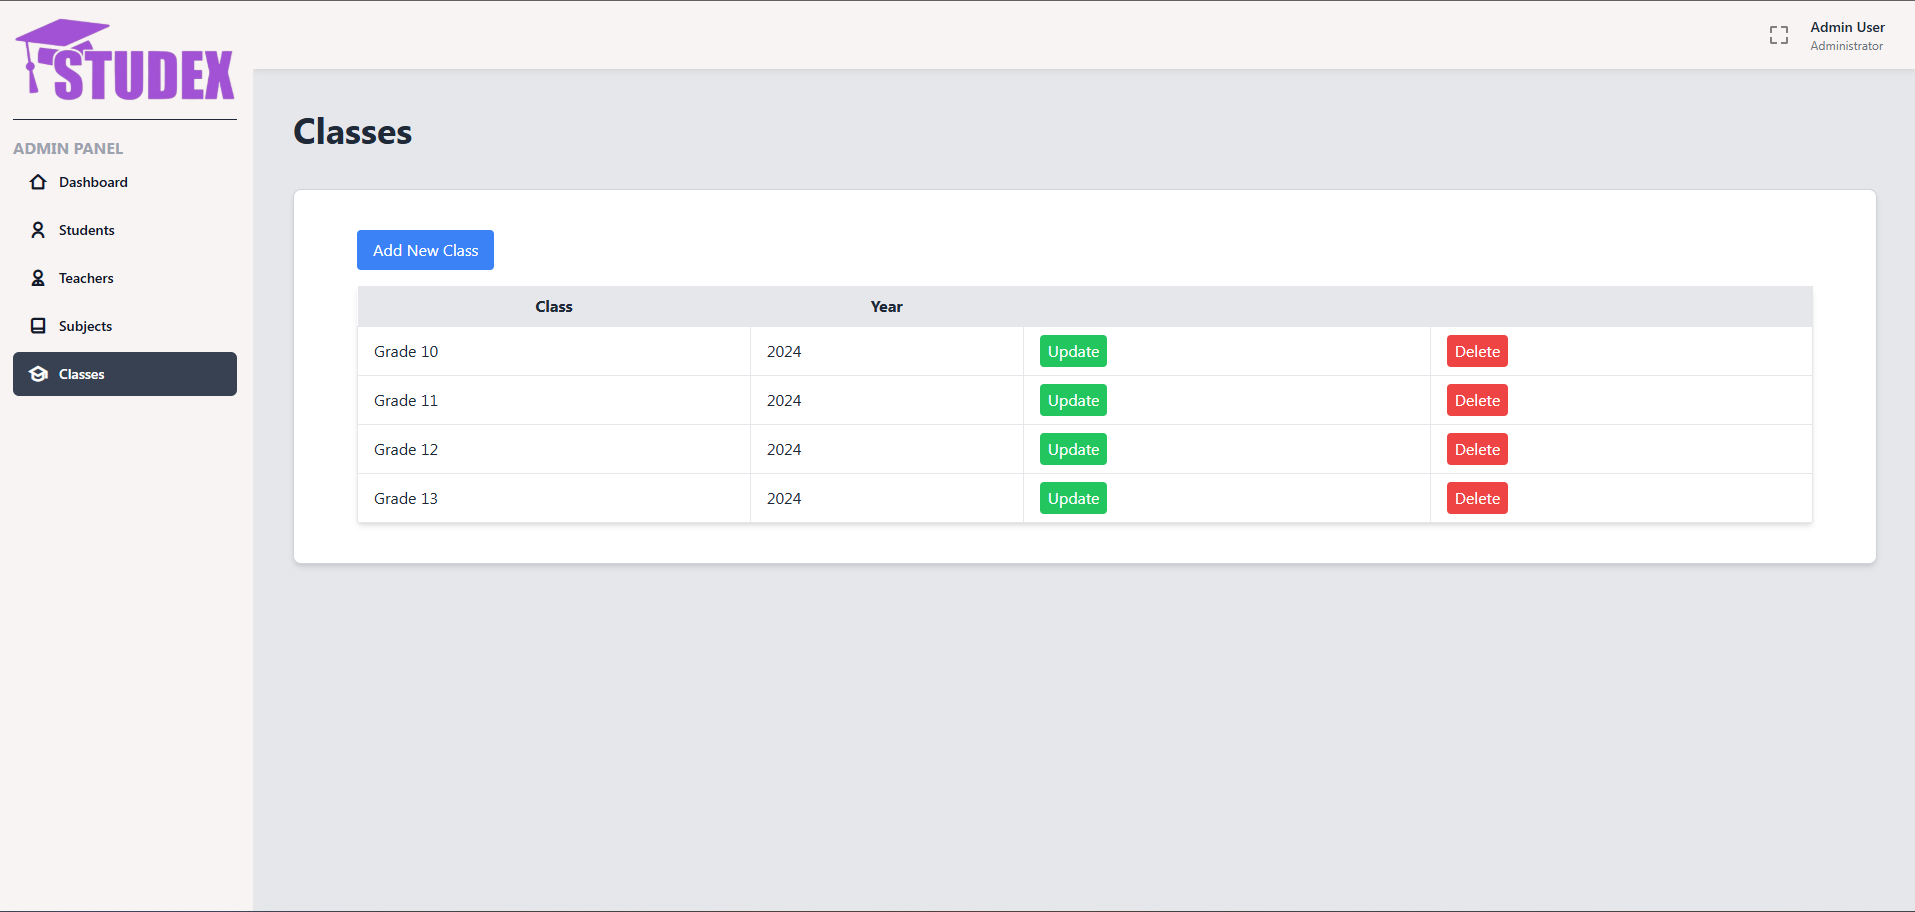 STUDEX
Admin User
Administrator
ADMIN PANEL
Dashboard
Students
Teachers
Subjects
Classes
Classes
Add New Class
Class Year
Grade 10 2024 Update Delete
Grade 11 2024 Update Delete
Grade 12 2024 Update Delete
Grade 13 2024 Update Delete